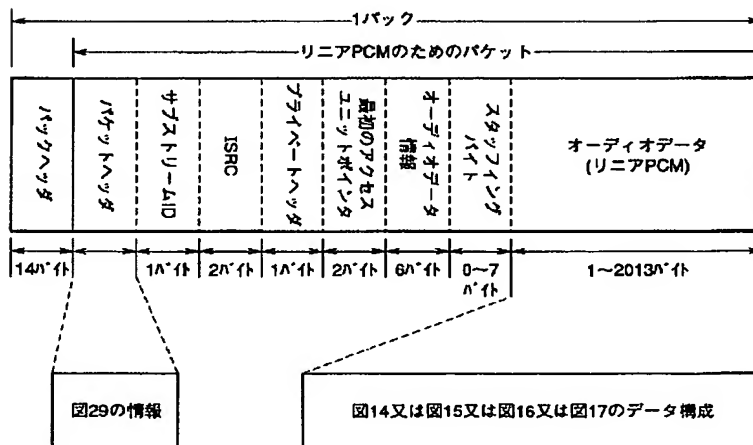 1パック
リニアPCMのためのパケット
パックヘッダ
パケットヘッダ
サブストリームID
ISRC
プライベートヘッダ
最初のアクセス
ユニットポインタ
オーディオデータ
情報
スタッフィング
バイト
オーディオデータ
(リニアPCM)
14バイト
1バイト
2バイト
1バイト
2バイト
6バイト
0～7
バイト
1～2013バイト
図29の情報
図14又は図15又は図16又は図17のデータ構成